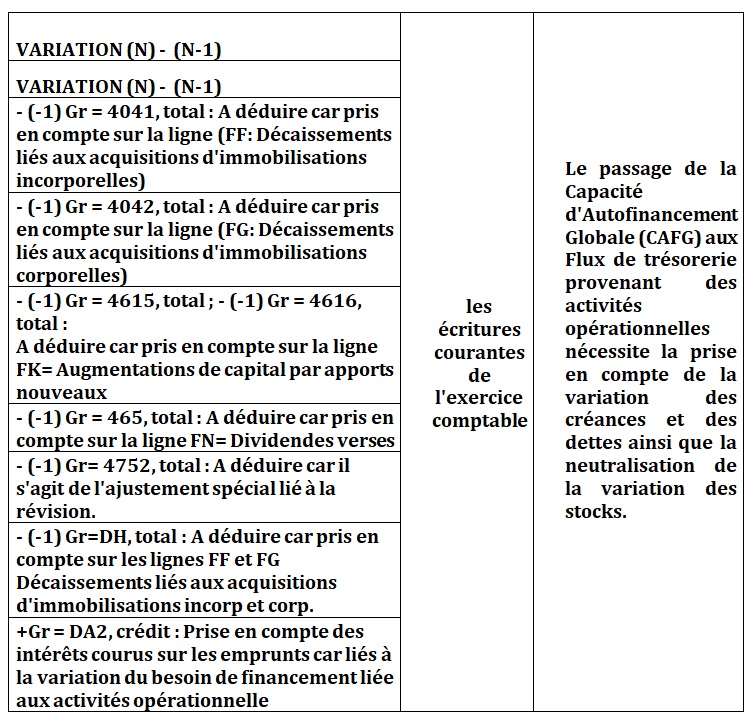 VARIATION (N) - (N-1)
VARIATION (N) - (N-1)
- (-1) Gr = 4041, total : A déduire car pris
en compte sur la ligne (FF: Décaissements
liés aux acquisitions d'immobilisations
incorporelles)
- (-1) Gr = 4042, total : A déduire car pris
en compte sur la ligne (FG: Décaissements
liés aux acquisitions d'immobilisations
corporelles)
- (-1) Gr = 4615, total ; - (-1) Gr = 4616,
total :
A déduire car pris en compte sur la ligne
FK= Augmentations de capital par apports
nouveaux
- (-1) Gr = 465, total : A déduire car pris en
compte sur la ligne FN= Dividendes verses
- (-1) Gr= 4752, total : A déduire car il
s'agit de l'ajustement spécial lié à la
révision.
- (-1) Gr=DH, total : A déduire car pris en
compte sur les lignes FF et FG
Décaissements liés aux acquisitions
d'immobilisations incorp et corp.
+Gr = DA2, crédit : Prise en compte des
intérêts courus sur les emprunts car liés à
la variation du besoin de financement liée
aux activités opérationnelle
les
écritures
courantes
de
l'exercice
comptable
Le passage de la
Capacité
d'Autofinancement
Globale (CAFG) aux
Flux de trésorerie
provenant des
activités
opérationnelles
nécessite la prise
en compte de la
variation des
créances et des
dettes ainsi que la
neutralisation de
la variation des
stocks.